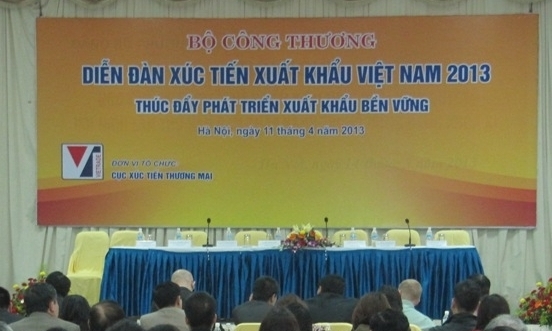 BỘ CÔNG THƯƠNG
DIỄN ĐÀN XÚC TIẾN XUẤT KHẨU VIỆT NAM 2013
THÚC ĐẨY PHÁT TRIỂN XUẤT KHẨU BỀN VỮNG
Hà Nội, ngày 11 tháng 4 năm 2013
VIETRADE
ĐƠN VỊ TỔ CHỨC:
CỤC XÚC TIẾN THƯƠNG MẠI